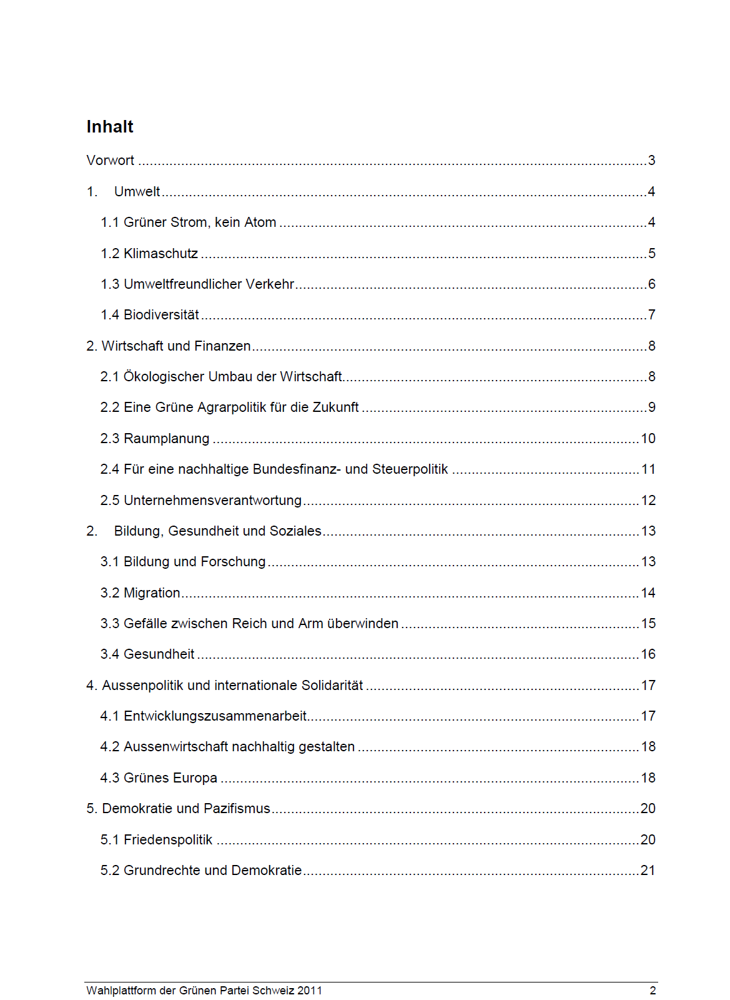 Inhalt
Vorwort ........................................................................................................................................3
1. Umwelt..................................................................................................................................4
1.1 Grüner Strom, kein Atom ..................................................................................................4
1.2 Klimaschutz .......................................................................................................................5
1.3 Umweltfreundlicher Verkehr..............................................................................................6
1.4 Biodiversität.......................................................................................................................7
2. Wirtschaft und Finanzen.........................................................................................................8
2.1 Ökologischer Umbau der Wirtschaft..................................................................................8
2.2 Eine Grüne Agrarpolitik für die Zukunft .............................................................................9
2.3 Raumplanung ..................................................................................................................10
2.4 Für eine nachhaltige Bundesfinanz- und Steuerpolitik ....................................................11
2.5 Unternehmensverantwortung...........................................................................................12
2. Bildung, Gesundheit und Soziales.....................................................................................13
3.1 Bildung und Forschung....................................................................................................13
3.2 Migration..........................................................................................................................14
3.3 Gefälle zwischen Reich und Arm überwinden .................................................................15
3.4 Gesundheit ......................................................................................................................16
4. Aussenpolitik und internationale Solidarität ..........................................................................17
4.1 Entwicklungszusammenarbeit.........................................................................................17
4.2 Aussenwirtschaft nachhaltig gestalten ............................................................................18
4.3 Grünes Europa ................................................................................................................18
5. Demokratie und Pazifismus..................................................................................................20
5.1 Friedenspolitik .................................................................................................................20
5.2 Grundrechte und Demokratie..........................................................................................21
Wahlplattform der Grünen Partei Schweiz 2011 2